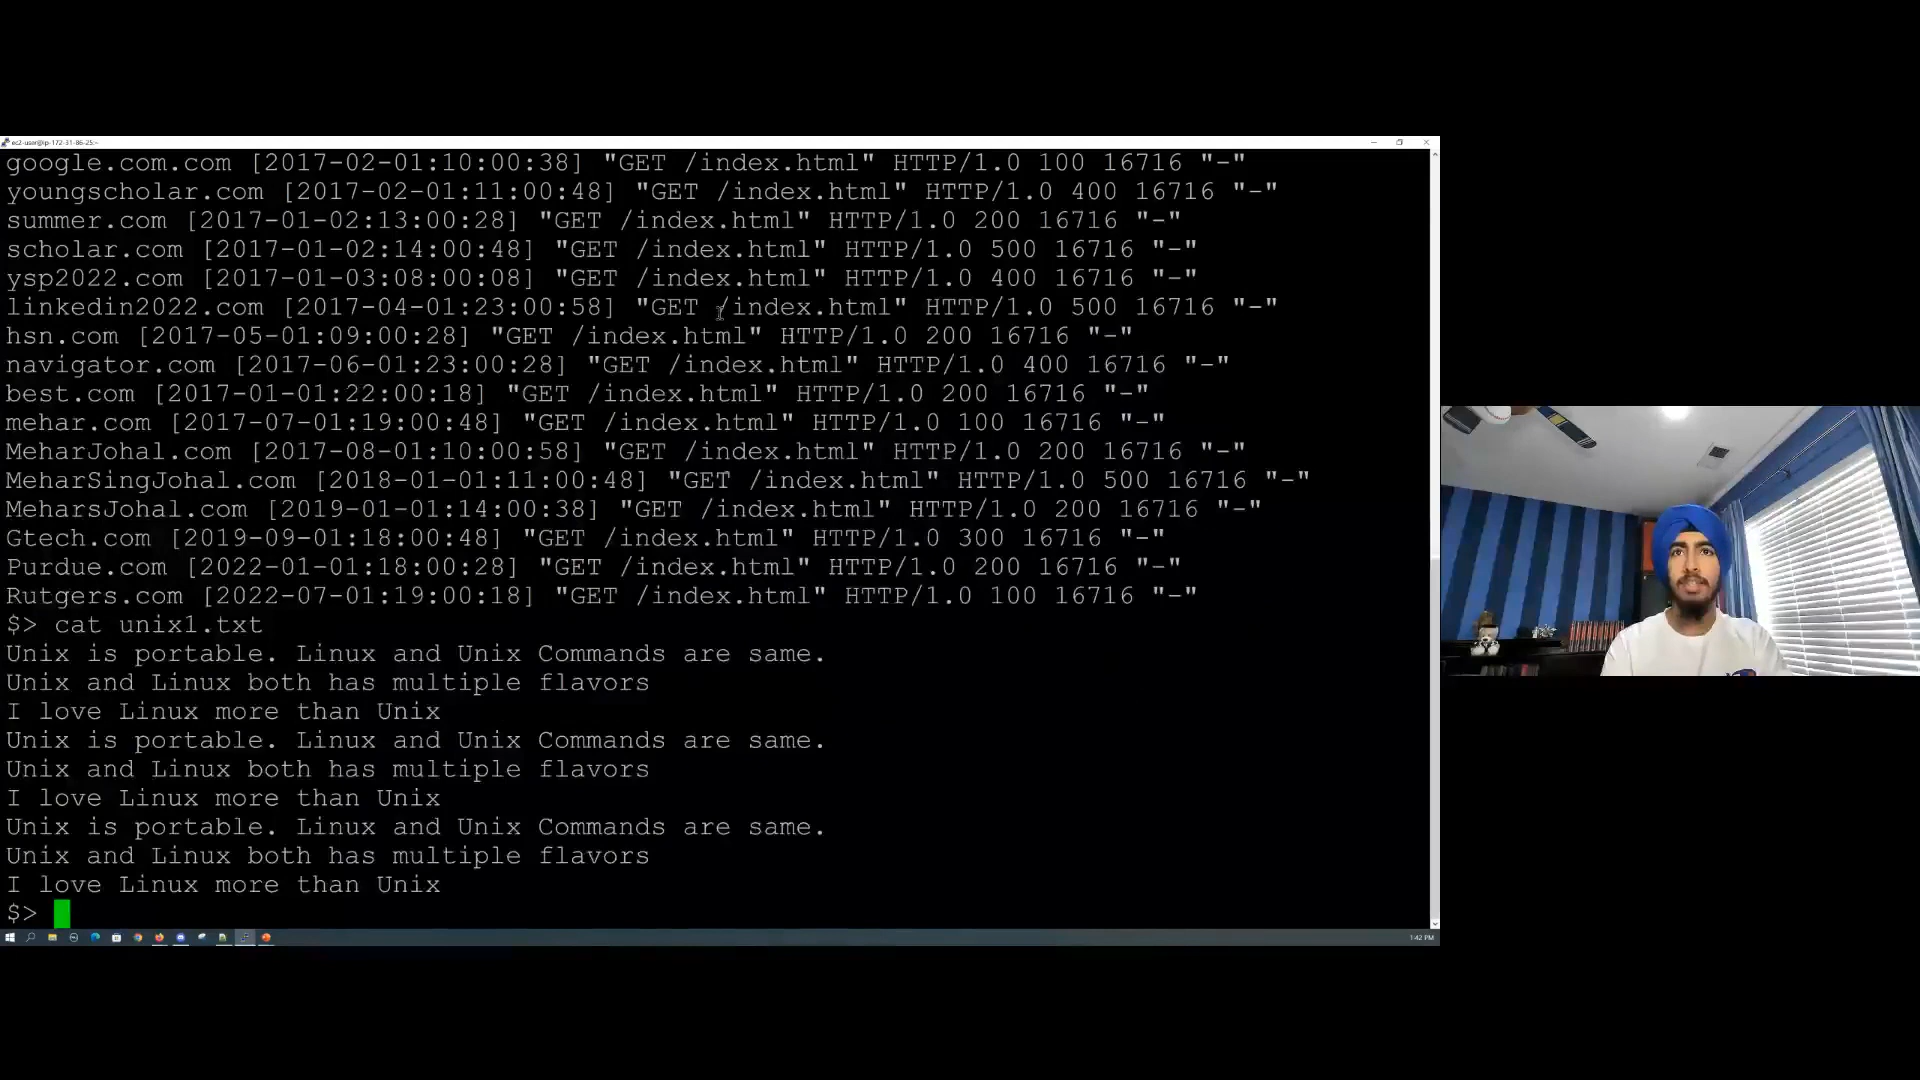 ec2-user@ip-172-31-86-25:~
google.com.com [2017-02-01:10:00:38] "GET /index.html" HTTP/1.0 100 16716 "-"
youngscholar.com [2017-02-01:11:00:48] "GET /index.html" HTTP/1.0 400 16716 "-"
summer.com [2017-01-02:13:00:28] "GET /index.html" HTTP/1.0 200 16716 "-"
scholar.com [2017-01-02:14:00:48] "GET /index.html" HTTP/1.0 500 16716 "-"
ysp2022.com [2017-01-03:08:00:08] "GET /index.html" HTTP/1.0 400 16716 "-"
linkedin2022.com [2017-04-01:23:00:58] "GET /index.html" HTTP/1.0 500 16716 "-"
hsn.com [2017-05-01:09:00:28] "GET /index.html" HTTP/1.0 200 16716 "-"
navigator.com [2017-06-01:23:00:28] "GET /index.html" HTTP/1.0 400 16716 "-"
best.com [2017-01-01:22:00:18] "GET /index.html" HTTP/1.0 200 16716 "-"
mehar.com [2017-07-01:19:00:48] "GET /index.html" HTTP/1.0 100 16716 "-"
MeharJohal.com [2017-08-01:10:00:58] "GET /index.html" HTTP/1.0 200 16716 "-"
MeharSingJohal.com [2018-01-01:11:00:48] "GET /index.html" HTTP/1.0 500 16716 "-"
MeharsJohal.com [2019-01-01:14:00:38] "GET /index.html" HTTP/1.0 200 16716 "-"
Gtech.com [2019-09-01:18:00:48] "GET /index.html" HTTP/1.0 300 16716 "-"
Purdue.com [2022-01-01:18:00:28] "GET /index.html" HTTP/1.0 200 16716 "-"
Rutgers.com [2022-07-01:19:00:18] "GET /index.html" HTTP/1.0 100 16716 "-"
$> cat unix1.txt
Unix is portable. Linux and Unix Commands are same.
Unix and Linux both has multiple flavors
I love Linux more than Unix
Unix is portable. Linux and Unix Commands are same.
Unix and Linux both has multiple flavors
I love Linux more than Unix
Unix is portable. Linux and Unix Commands are same.
Unix and Linux both has multiple flavors
I love Linux more than Unix
$>
1:42 PM